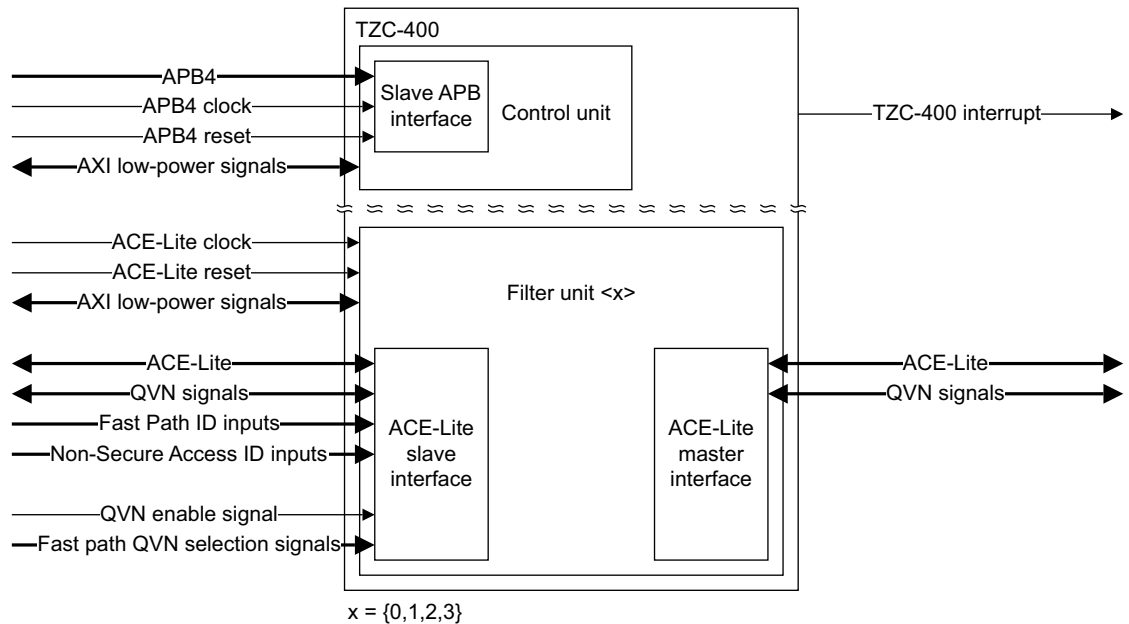 TZC-400
APB4
APB4 clock
APB4 reset
AXI low-power signals
Slave APB
interface
Control unit
TZC-400 interrupt
ACE-Lite clock
ACE-Lite reset
AXI low-power signals
Filter unit <x>
ACE-Lite
QVN signals
Fast Path ID inputs
Non-Secure Access ID inputs
QVN enable signal
Fast path QVN selection signals
ACE-Lite
slave
interface
ACE-Lite
master
interface
ACE-Lite
QVN signals
x = {0,1,2,3}